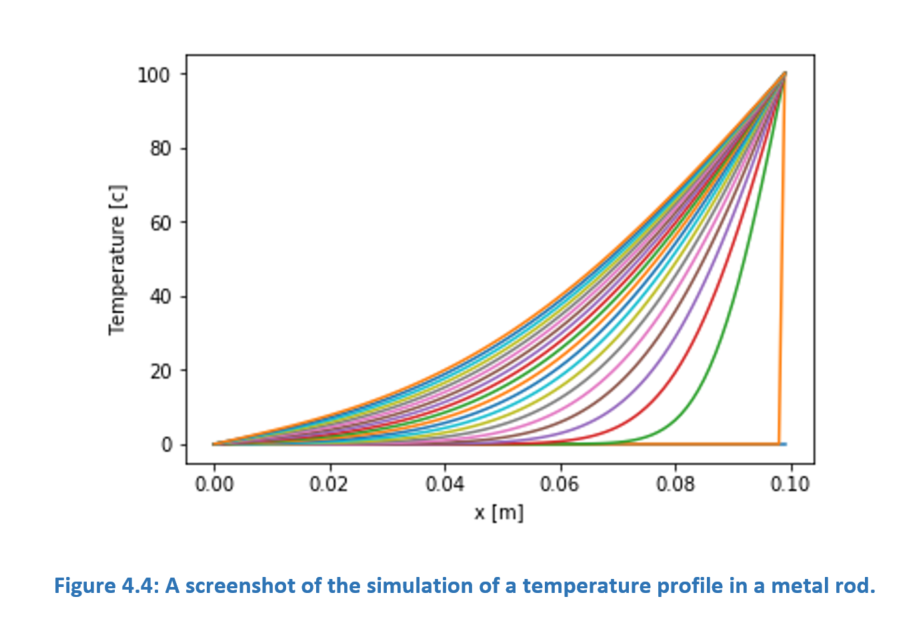 100
80
60
40
20
0
Temperature [c]
0.00 0.02 0.04 0.06 0.08 0.10
x [m]
Figure 4.4: A screenshot of the simulation of a temperature profile in a metal rod.